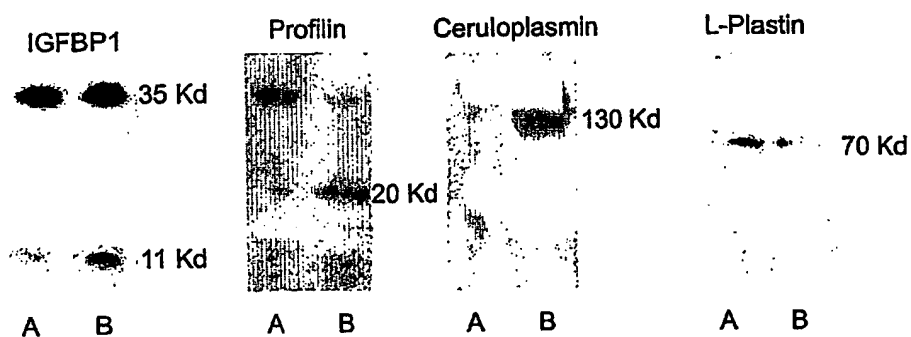 IGFBP1
Profilin
Ceruloplasmin
L-Plastin
35 Kd
130 Kd
70 Kd
20 Kd
11 Kd
A B A B A B A B